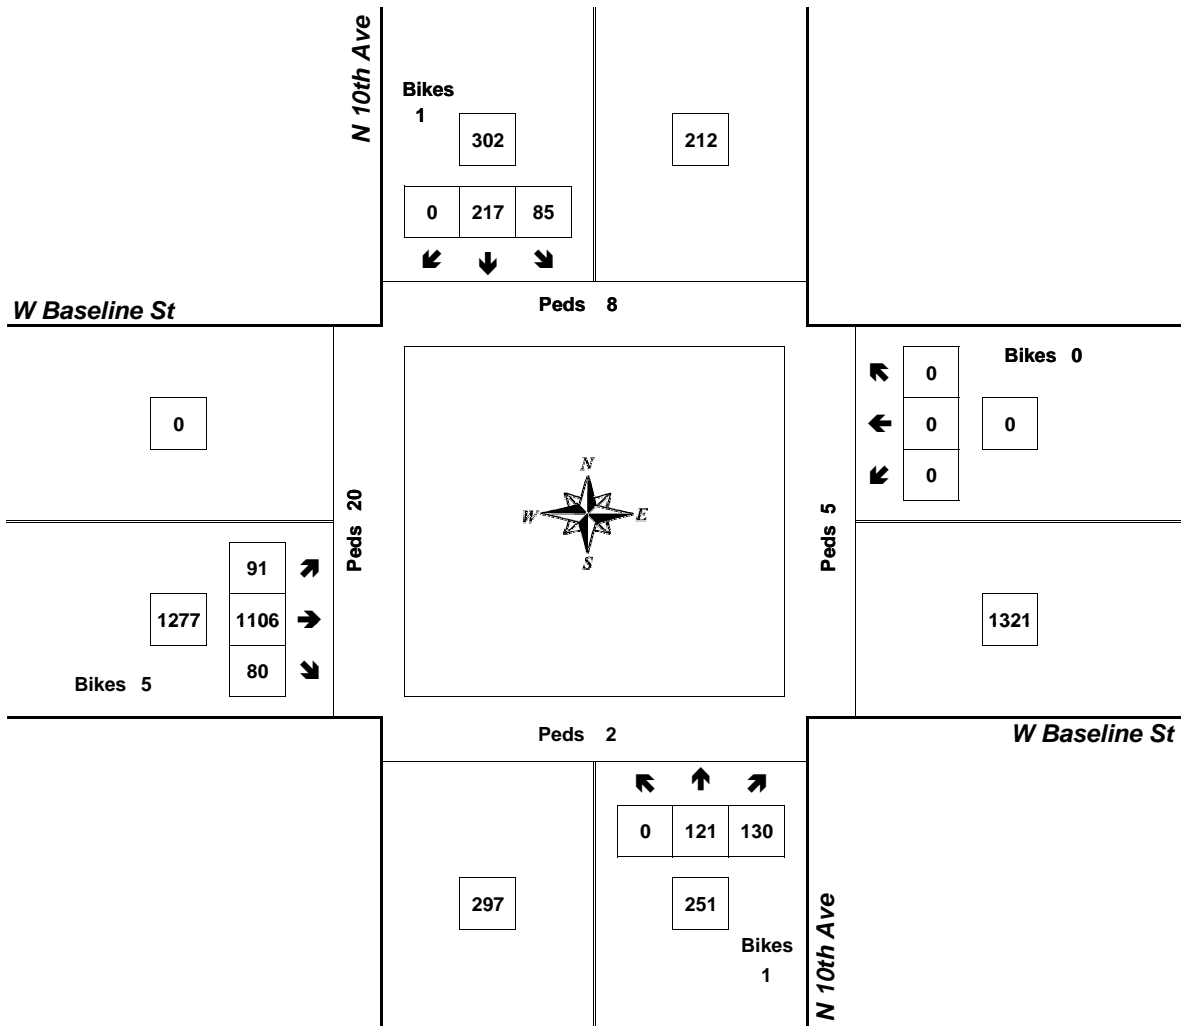 N 10th Ave
Bikes
1
302
212
0 217 85
W Baseline St
Peds 8
Bikes 0
0
0
0
0
0
N
W E
S
Peds 20
Peds 5
91
1277 1106
80
Bikes 5
1321
Peds 2
W Baseline St
0 121 130
297
251
Bikes
1
N 10th Ave